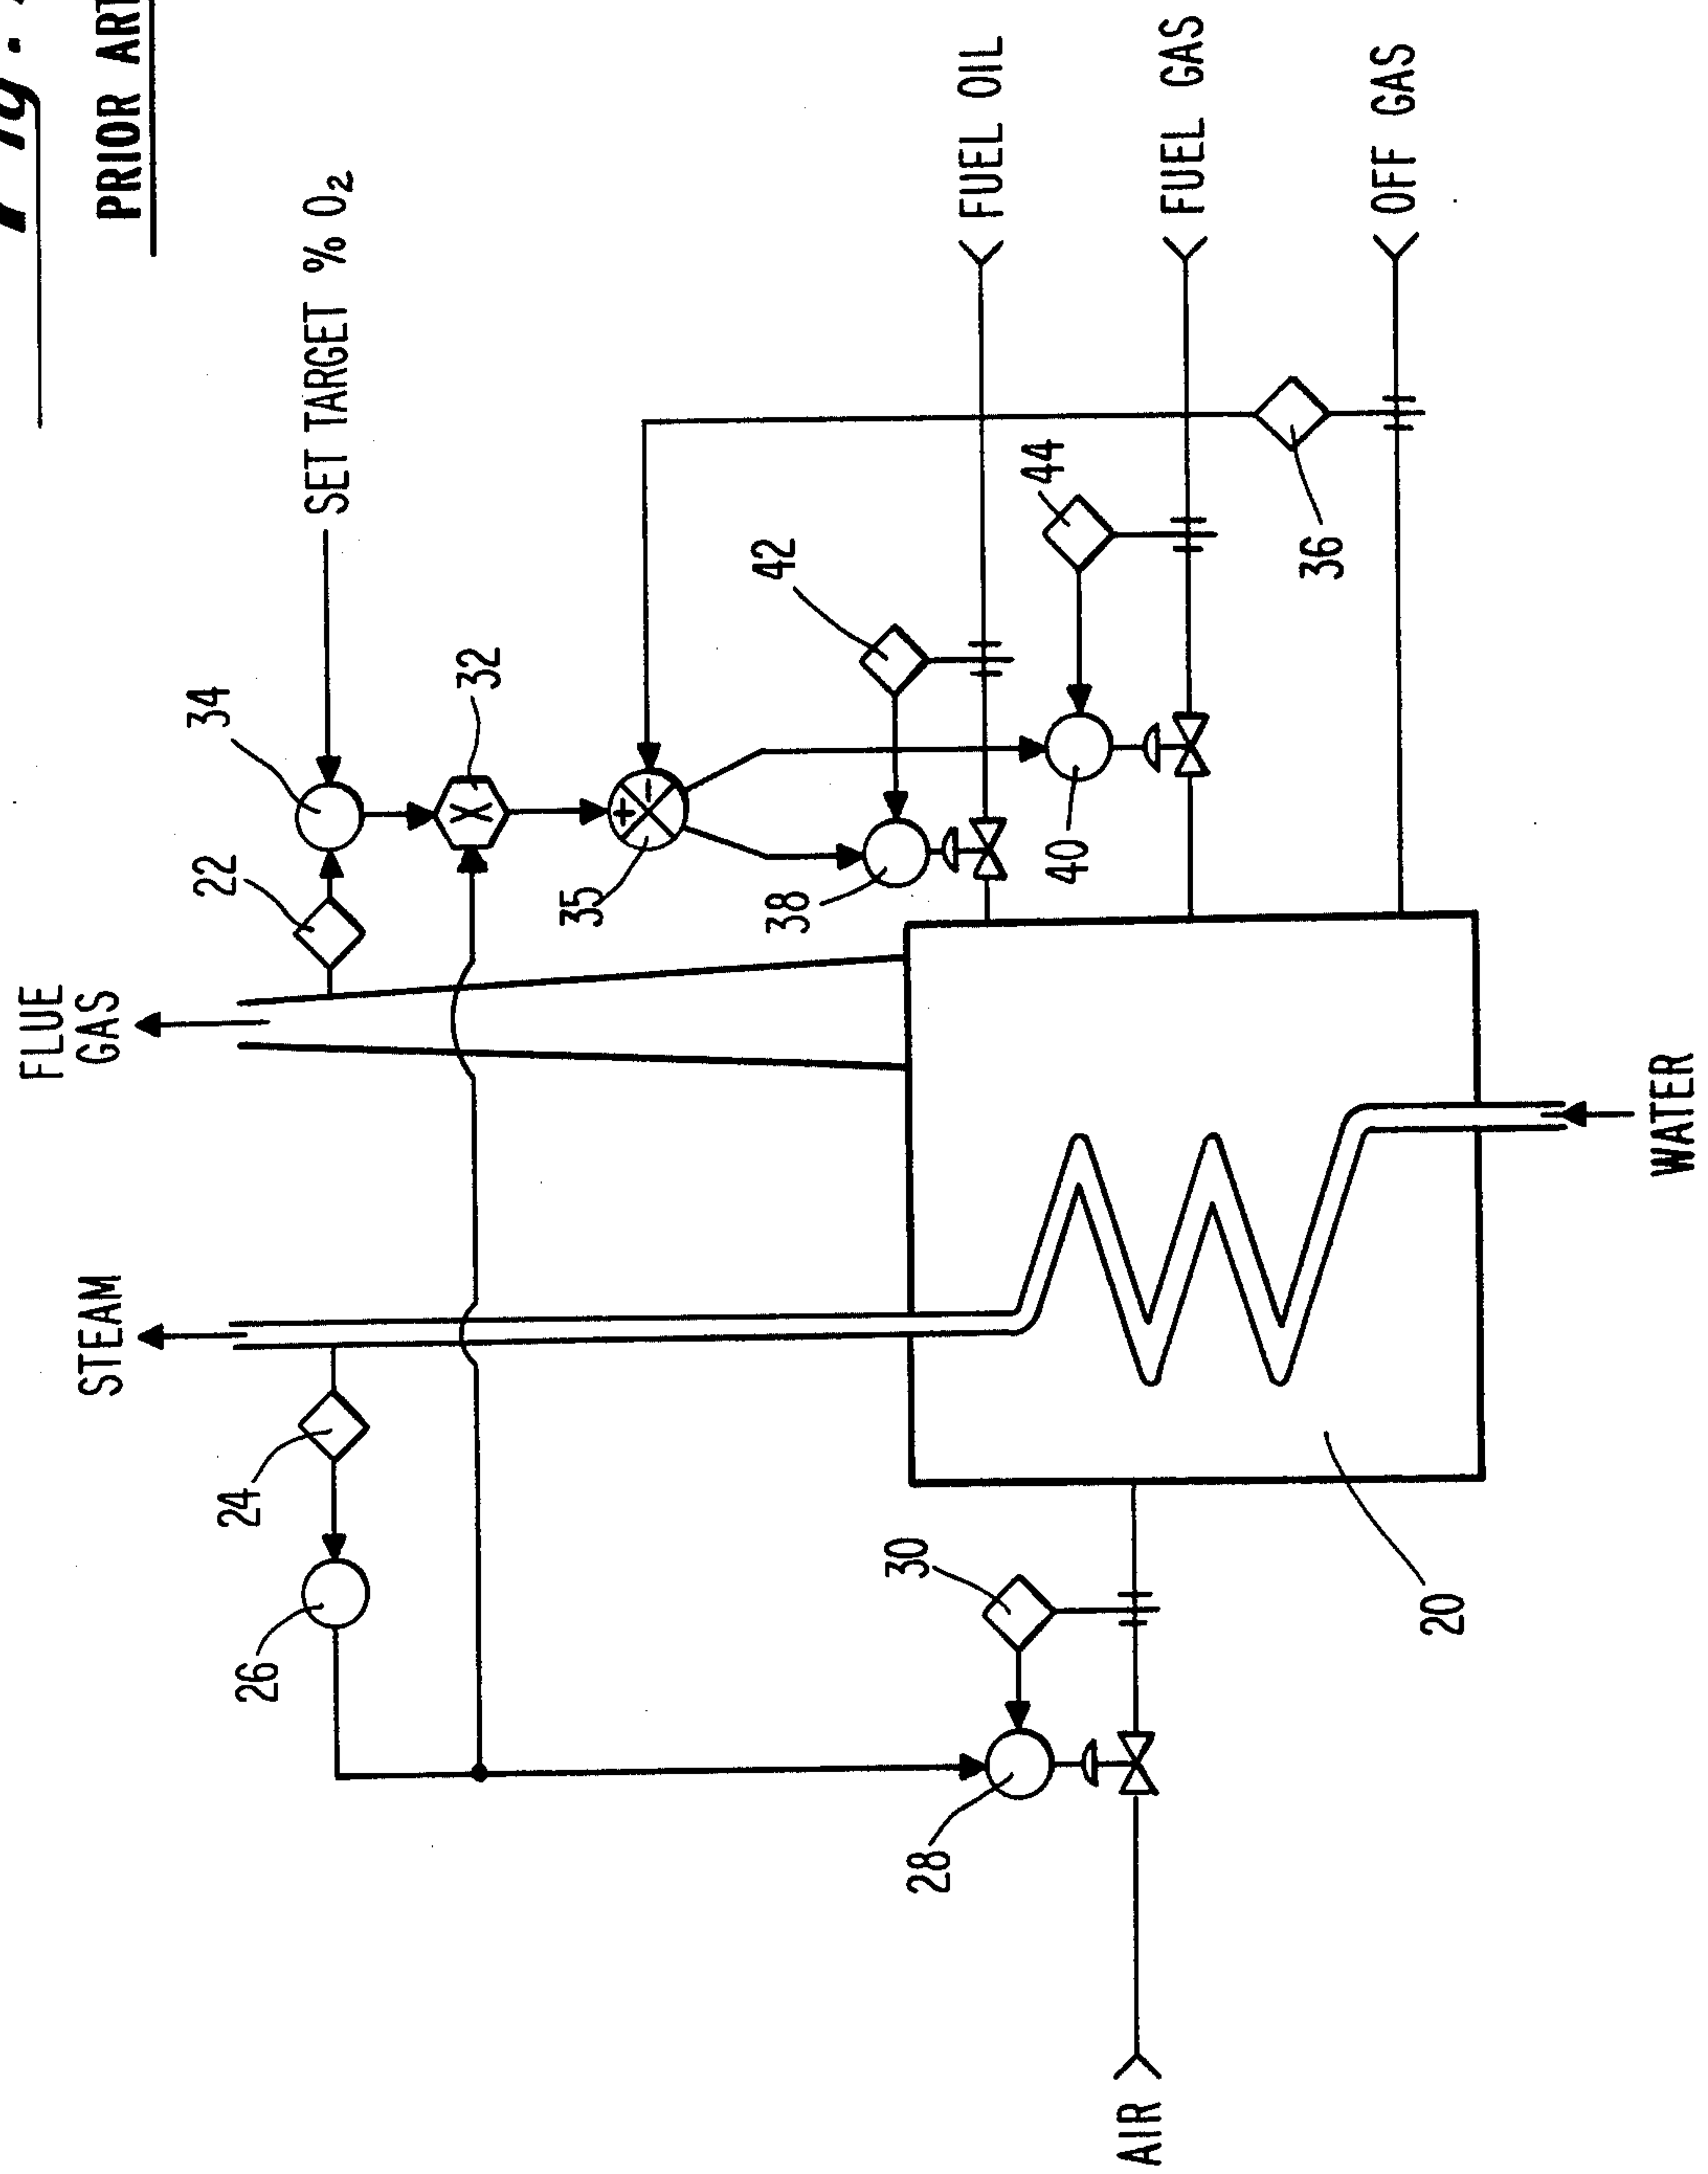 Fig.
PRIOR ART
STEAM
FLUE
GAS
SET TARGET % O₂
24
26
22
34
32
35
42
38
44
40
36
30
28
20
FUEL OIL
FUEL GAS
OFF GAS
AIR
WATER